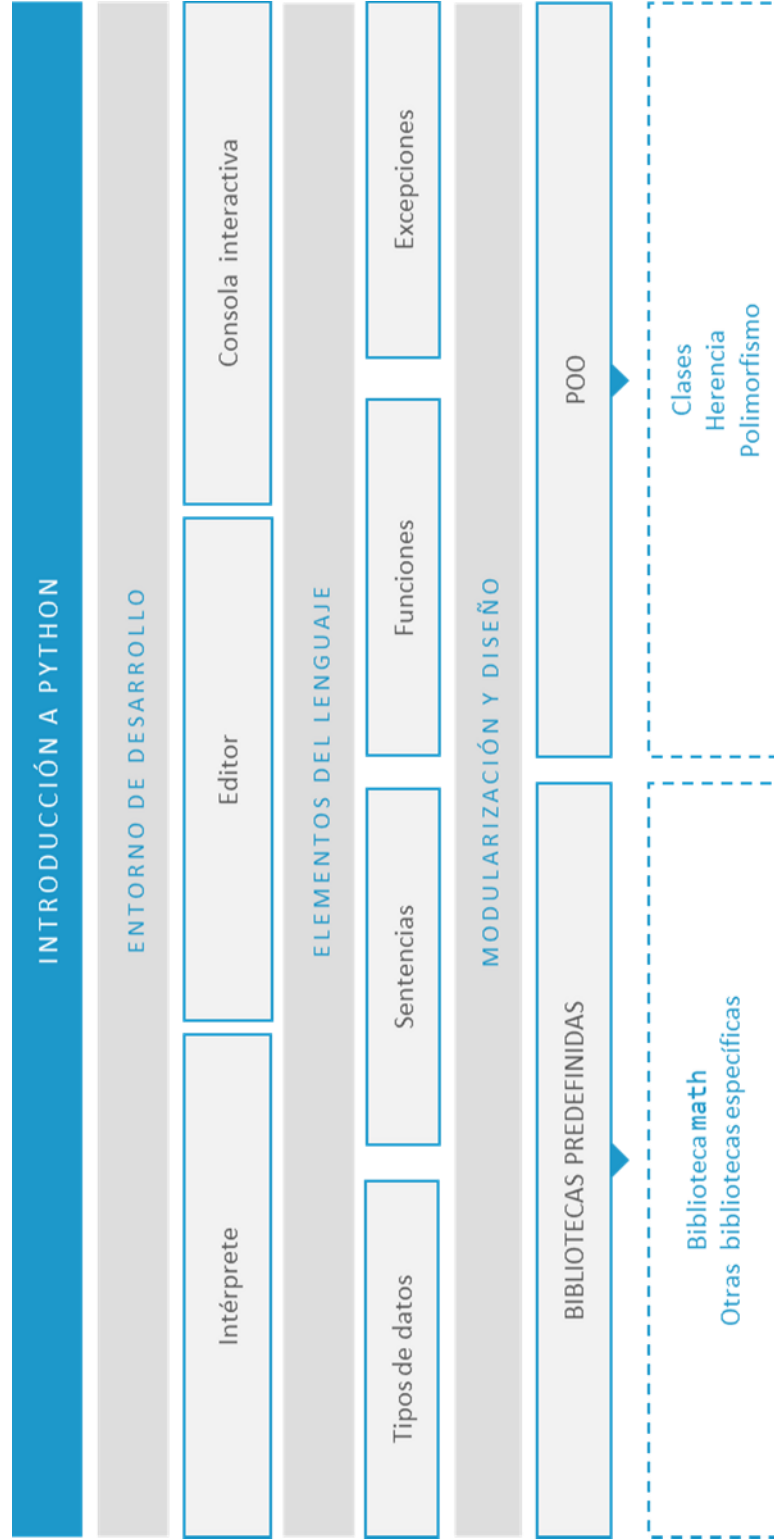 INTRODUCCIÓN A PYTHON
ENTORNO DE DESARROLLO
Intérprete
Editor
Consola interactiva
ELEMENTOS DEL LENGUAJE
Tipos de datos
Sentencias
Funciones
Excepciones
MODULARIZACIÓN Y DISEÑO
BIBLIOTECAS PREDEFINIDAS
POO
Biblioteca math
Otras bibliotecas específicas
Clases
Herencia
Polimorfismo